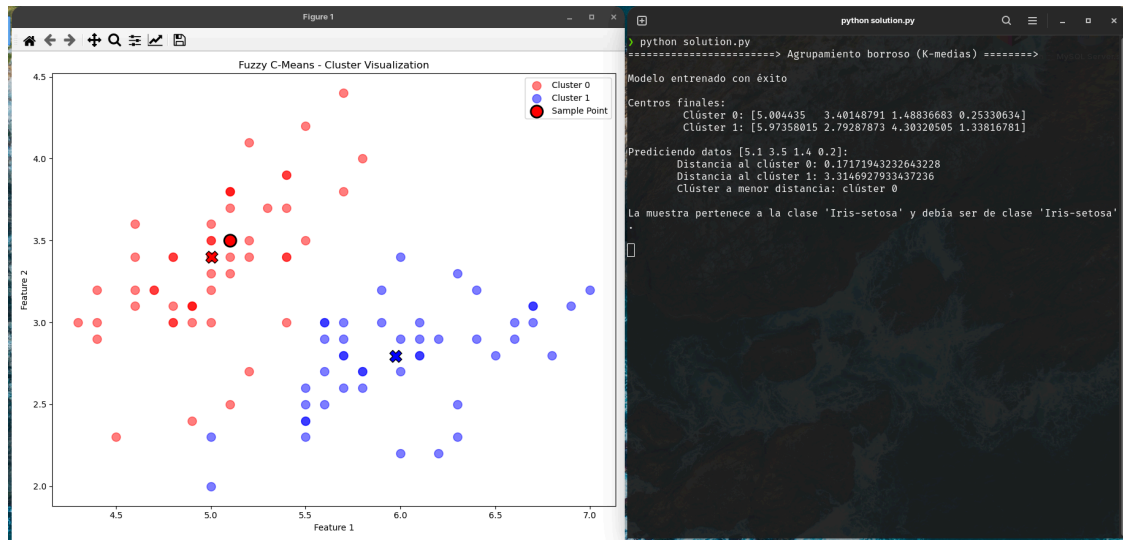 Figure 1
Fuzzy C-Means - Cluster Visualization
Cluster 0
Cluster 1
Sample Point
4.5
4.0
3.5
3.0
2.5
2.0
Feature 2
4.5 5.0 5.5 6.0 6.5 7.0
Feature 1
python solution.py
❯ python solution.py
=======================> Agrupamiento borroso (K-medias) ========>
Modelo entrenado con éxito
Centros finales:
Clúster 0: [5.004435   3.40148791 1.48836683 0.25330634]
Clúster 1: [5.97358015 2.79287873 4.30320505 1.33816781]
Prediciendo datos [5.1 3.5 1.4 0.2]:
Distancia al clúster 0: 0.17171943232643228
Distancia al clúster 1: 3.3146927933437236
Clúster a menor distancia: clúster 0
La muestra pertenece a la clase 'Iris-setosa' y debía ser de clase 'Iris-setosa'
.